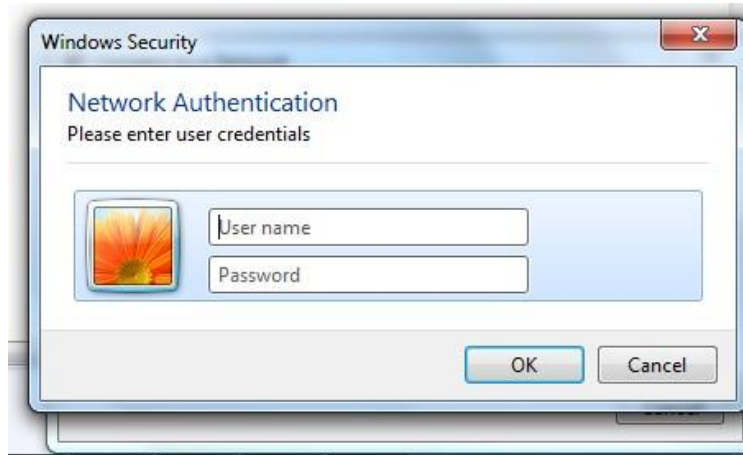 Windows Security
Network Authentication
Please enter user credentials
User name
Password
OK
Cancel